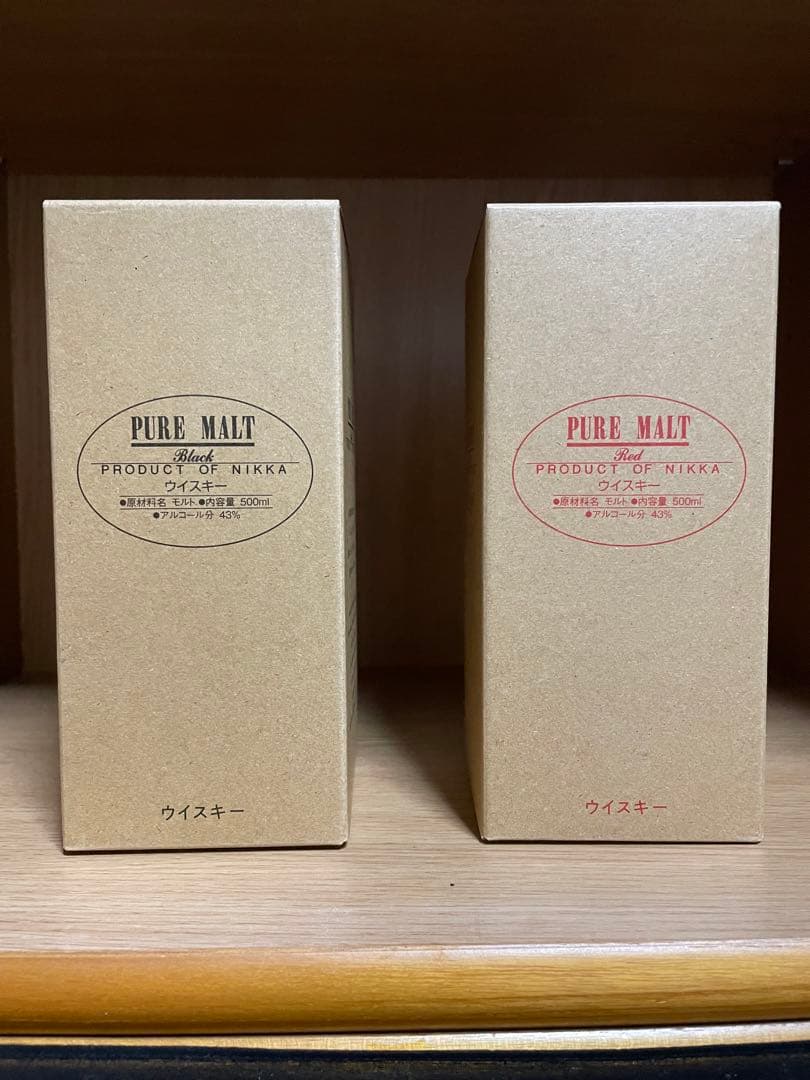 PURE MALT
Black
PRODUCT OF NIKKA
ウイスキー
●原材料名 モルト ●内容量 500ml
●アルコール分 43%
ウイスキー
PURE MALT
Red
PRODUCT OF NIKKA
ウイスキー
●原材料名 モルト ●内容量 500ml
●アルコール分 43%
ウイスキー